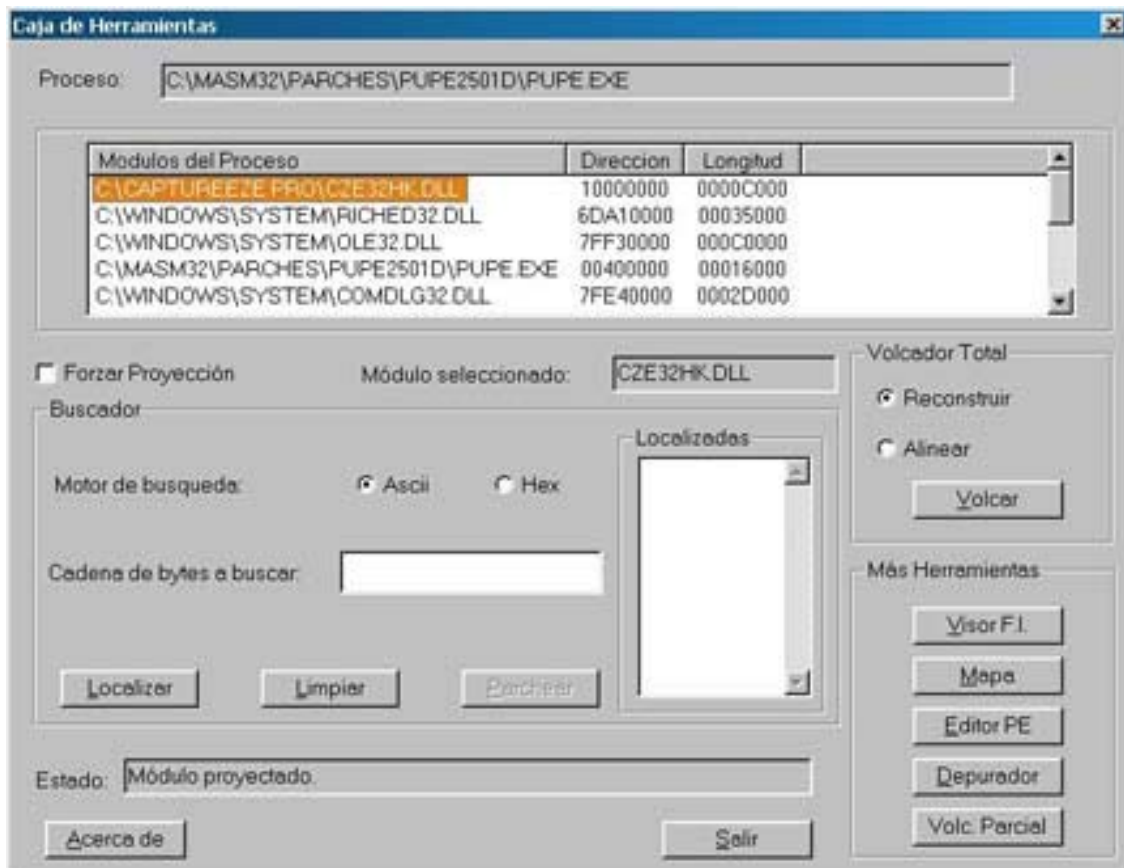 Caja de Herramientas
Proceso: C:\MASM32\PARCHES\PUPE2501D\PUPE.EXE
Modulos del Proceso Direccion Longitud
C:\CAPTUREEZE PRO\CZE32HK.DLL 10000000 0000C000
C:\WINDOWS\SYSTEM\RICHED32.DLL 6DA10000 00035000
C:\WINDOWS\SYSTEM\OLE32.DLL 7FF30000 000C0000
C:\MASM32\PARCHES\PUPE2501D\PUPE.EXE 00400000 00016000
C:\WINDOWS\SYSTEM\COMDLG32.DLL 7FE40000 0002D000
Forzar Proyección Módulo seleccionado: CZE32HK.DLL
Volcador Total
Reconstruir
Alinear
Volcar
Buscador
Localizadas
Motor de busqueda: Ascii Hex
Cadena de bytes a buscar:
Localizar Limpiar Parchear
Más Herramientas
Visor F.I.
Mapa
Editor PE
Depurador
Volc. Parcial
Estado: Módulo proyectado.
Acerca de Salir